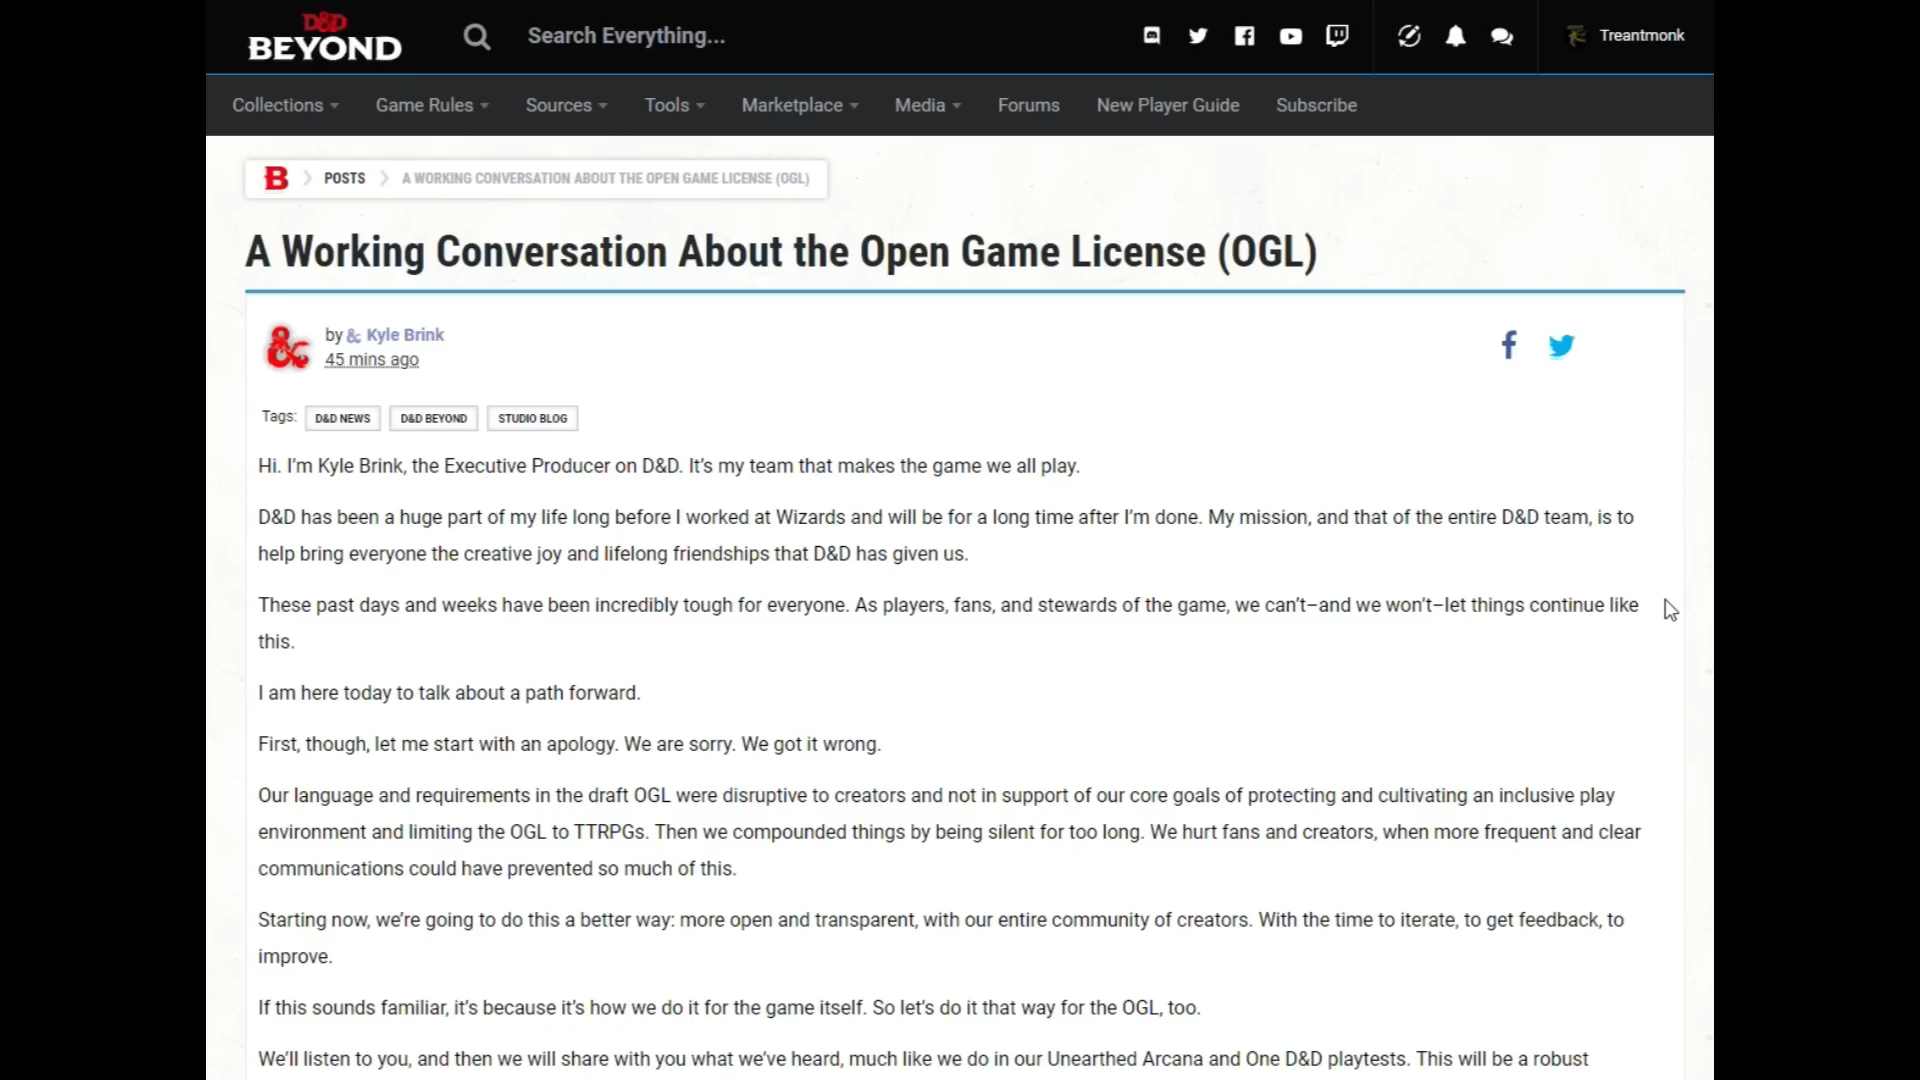 D&D
BEYOND
Search Everything...
Treantmonk
Collections
Game Rules
Sources
Tools
Marketplace
Media
Forums
New Player Guide
Subscribe
B
POSTS
A WORKING CONVERSATION ABOUT THE OPEN GAME LICENSE (OGL)
A Working Conversation About the Open Game License (OGL)
by & Kyle Brink
45 mins ago
Tags: D&D NEWS D&D BEYOND STUDIO BLOG
Hi. I'm Kyle Brink, the Executive Producer on D&D. It's my team that makes the game we all play.
D&D has been a huge part of my life long before I worked at Wizards and will be for a long time after I'm done. My mission, and that of the entire D&D team, is to
help bring everyone the creative joy and lifelong friendships that D&D has given us.
These past days and weeks have been incredibly tough for everyone. As players, fans, and stewards of the game, we can't–and we won't–let things continue like
this.
I am here today to talk about a path forward.
First, though, let me start with an apology. We are sorry. We got it wrong.
Our language and requirements in the draft OGL were disruptive to creators and not in support of our core goals of protecting and cultivating an inclusive play
environment and limiting the OGL to TTRPGs. Then we compounded things by being silent for too long. We hurt fans and creators, when more frequent and clear
communications could have prevented so much of this.
Starting now, we're going to do this a better way: more open and transparent, with our entire community of creators. With the time to iterate, to get feedback, to
improve.
If this sounds familiar, it's because it's how we do it for the game itself. So let's do it that way for the OGL, too.
We'll listen to you, and then we will share with you what we've heard, much like we do in our Unearthed Arcana and One D&D playtests. This will be a robust